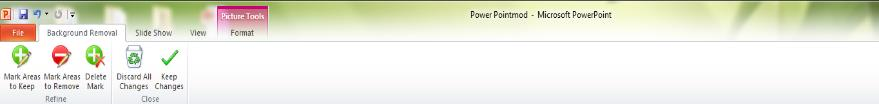 Picture Tools
Power Pointmod - Microsoft PowerPoint
File Background Removal Slide Show View Format
Mark Areas to Keep
Mark Areas to Remove
Delete Mark
Discard All Changes
Keep Changes
Refine Close